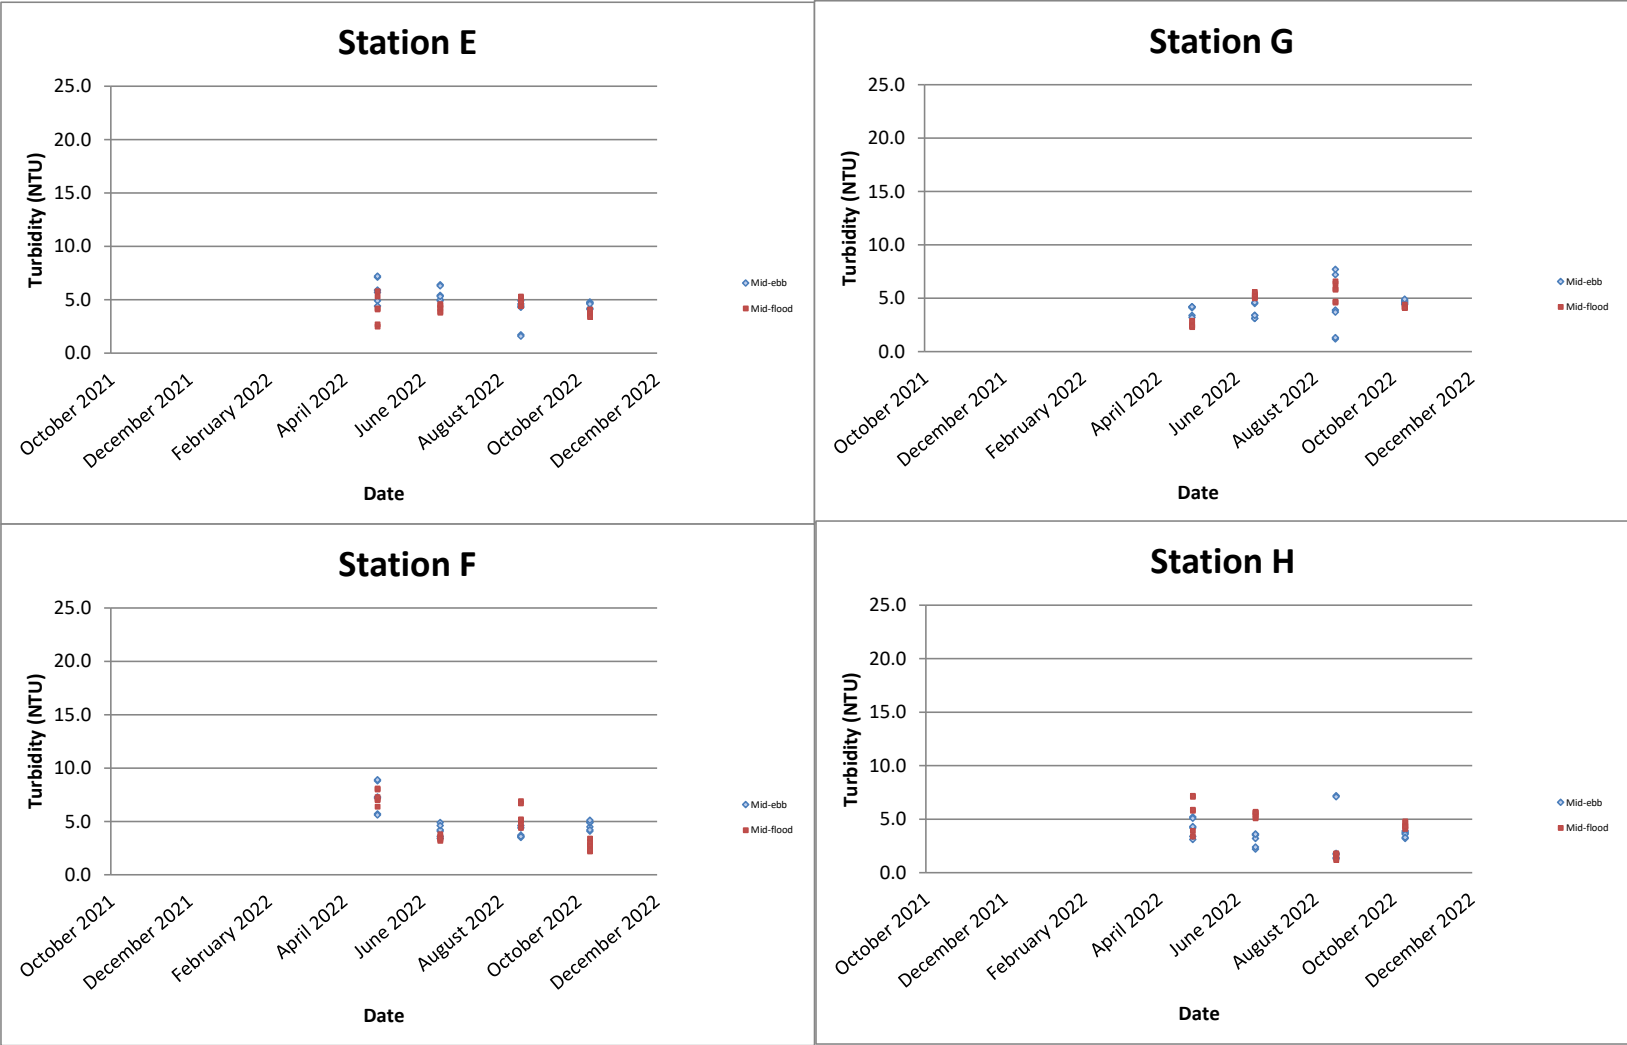 Station E
25.0
20.0
15.0
10.0
5.0
0.0
Turbidity (NTU)
October 2021
December 2021
February 2022
April 2022
June 2022
August 2022
October 2022
December 2022
Date
Mid-ebb
Mid-flood
Station G
25.0
20.0
15.0
10.0
5.0
0.0
Turbidity (NTU)
October 2021
December 2021
February 2022
April 2022
June 2022
August 2022
October 2022
December 2022
Date
Mid-ebb
Mid-flood
Station F
25.0
20.0
15.0
10.0
5.0
0.0
Turbidity (NTU)
October 2021
December 2021
February 2022
April 2022
June 2022
August 2022
October 2022
December 2022
Date
Mid-ebb
Mid-flood
Station H
25.0
20.0
15.0
10.0
5.0
0.0
Turbidity (NTU)
October 2021
December 2021
February 2022
April 2022
June 2022
August 2022
October 2022
December 2022
Date
Mid-ebb
Mid-flood